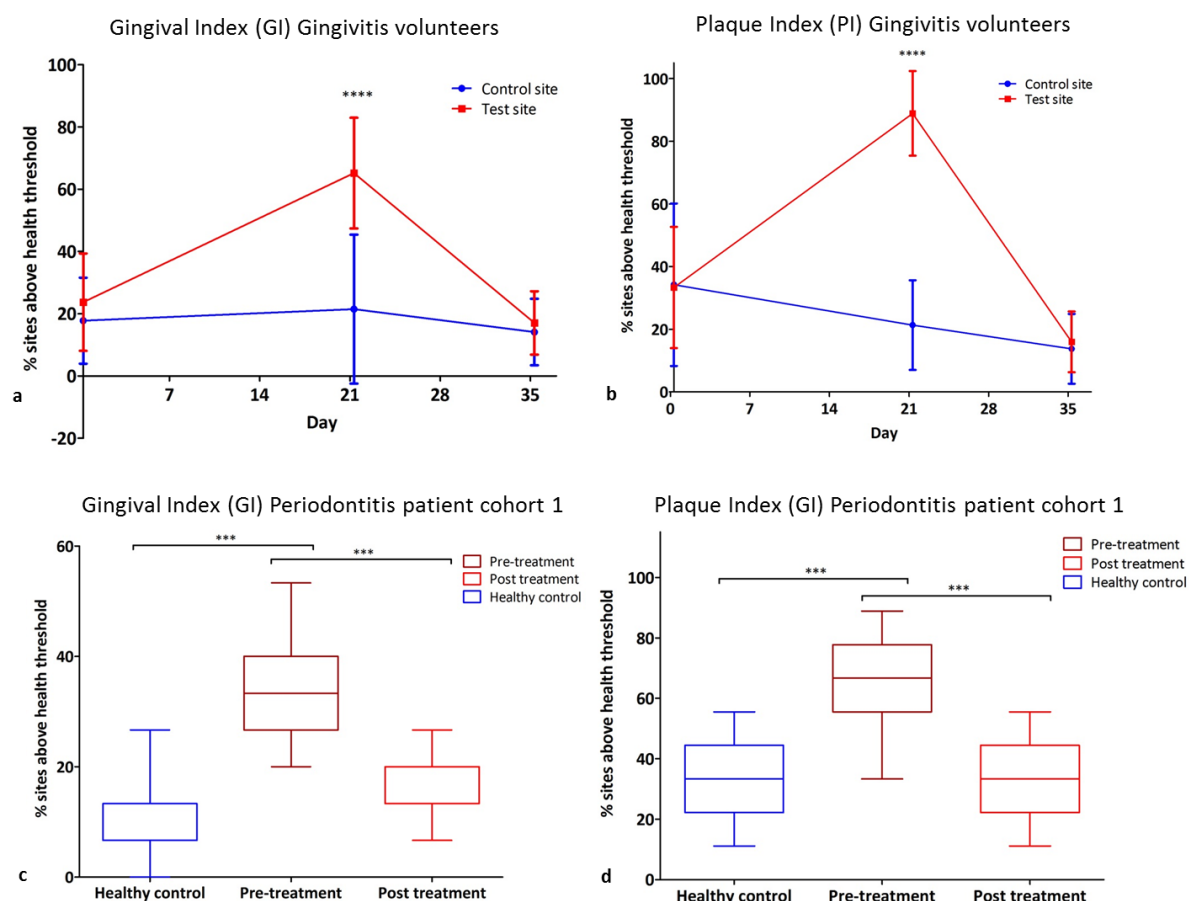 Gingival Index (GI) Gingivitis volunteers
100
80
60
40
20
0
-20
% sites above health threshold
****
Control site
Test site
7 14 21 28 35
Day
a
Plaque Index (PI) Gingivitis volunteers
100
80
60
40
20
0
% sites above health threshold
****
Control site
Test site
0 7 14 21 28 35
Day
b
Gingival Index (GI) Periodontitis patient cohort 1
60
40
20
0
% sites above health threshold
***
***
Pre-treatment
Post treatment
Healthy control
Healthy control Pre-treatment Post treatment
c
Plaque Index (GI) Periodontitis patient cohort 1
100
80
60
40
20
0
% sites above health threshold
***
***
Pre-treatment
Post treatment
Healthy control
Healthy control Pre-treatment Post treatment
d